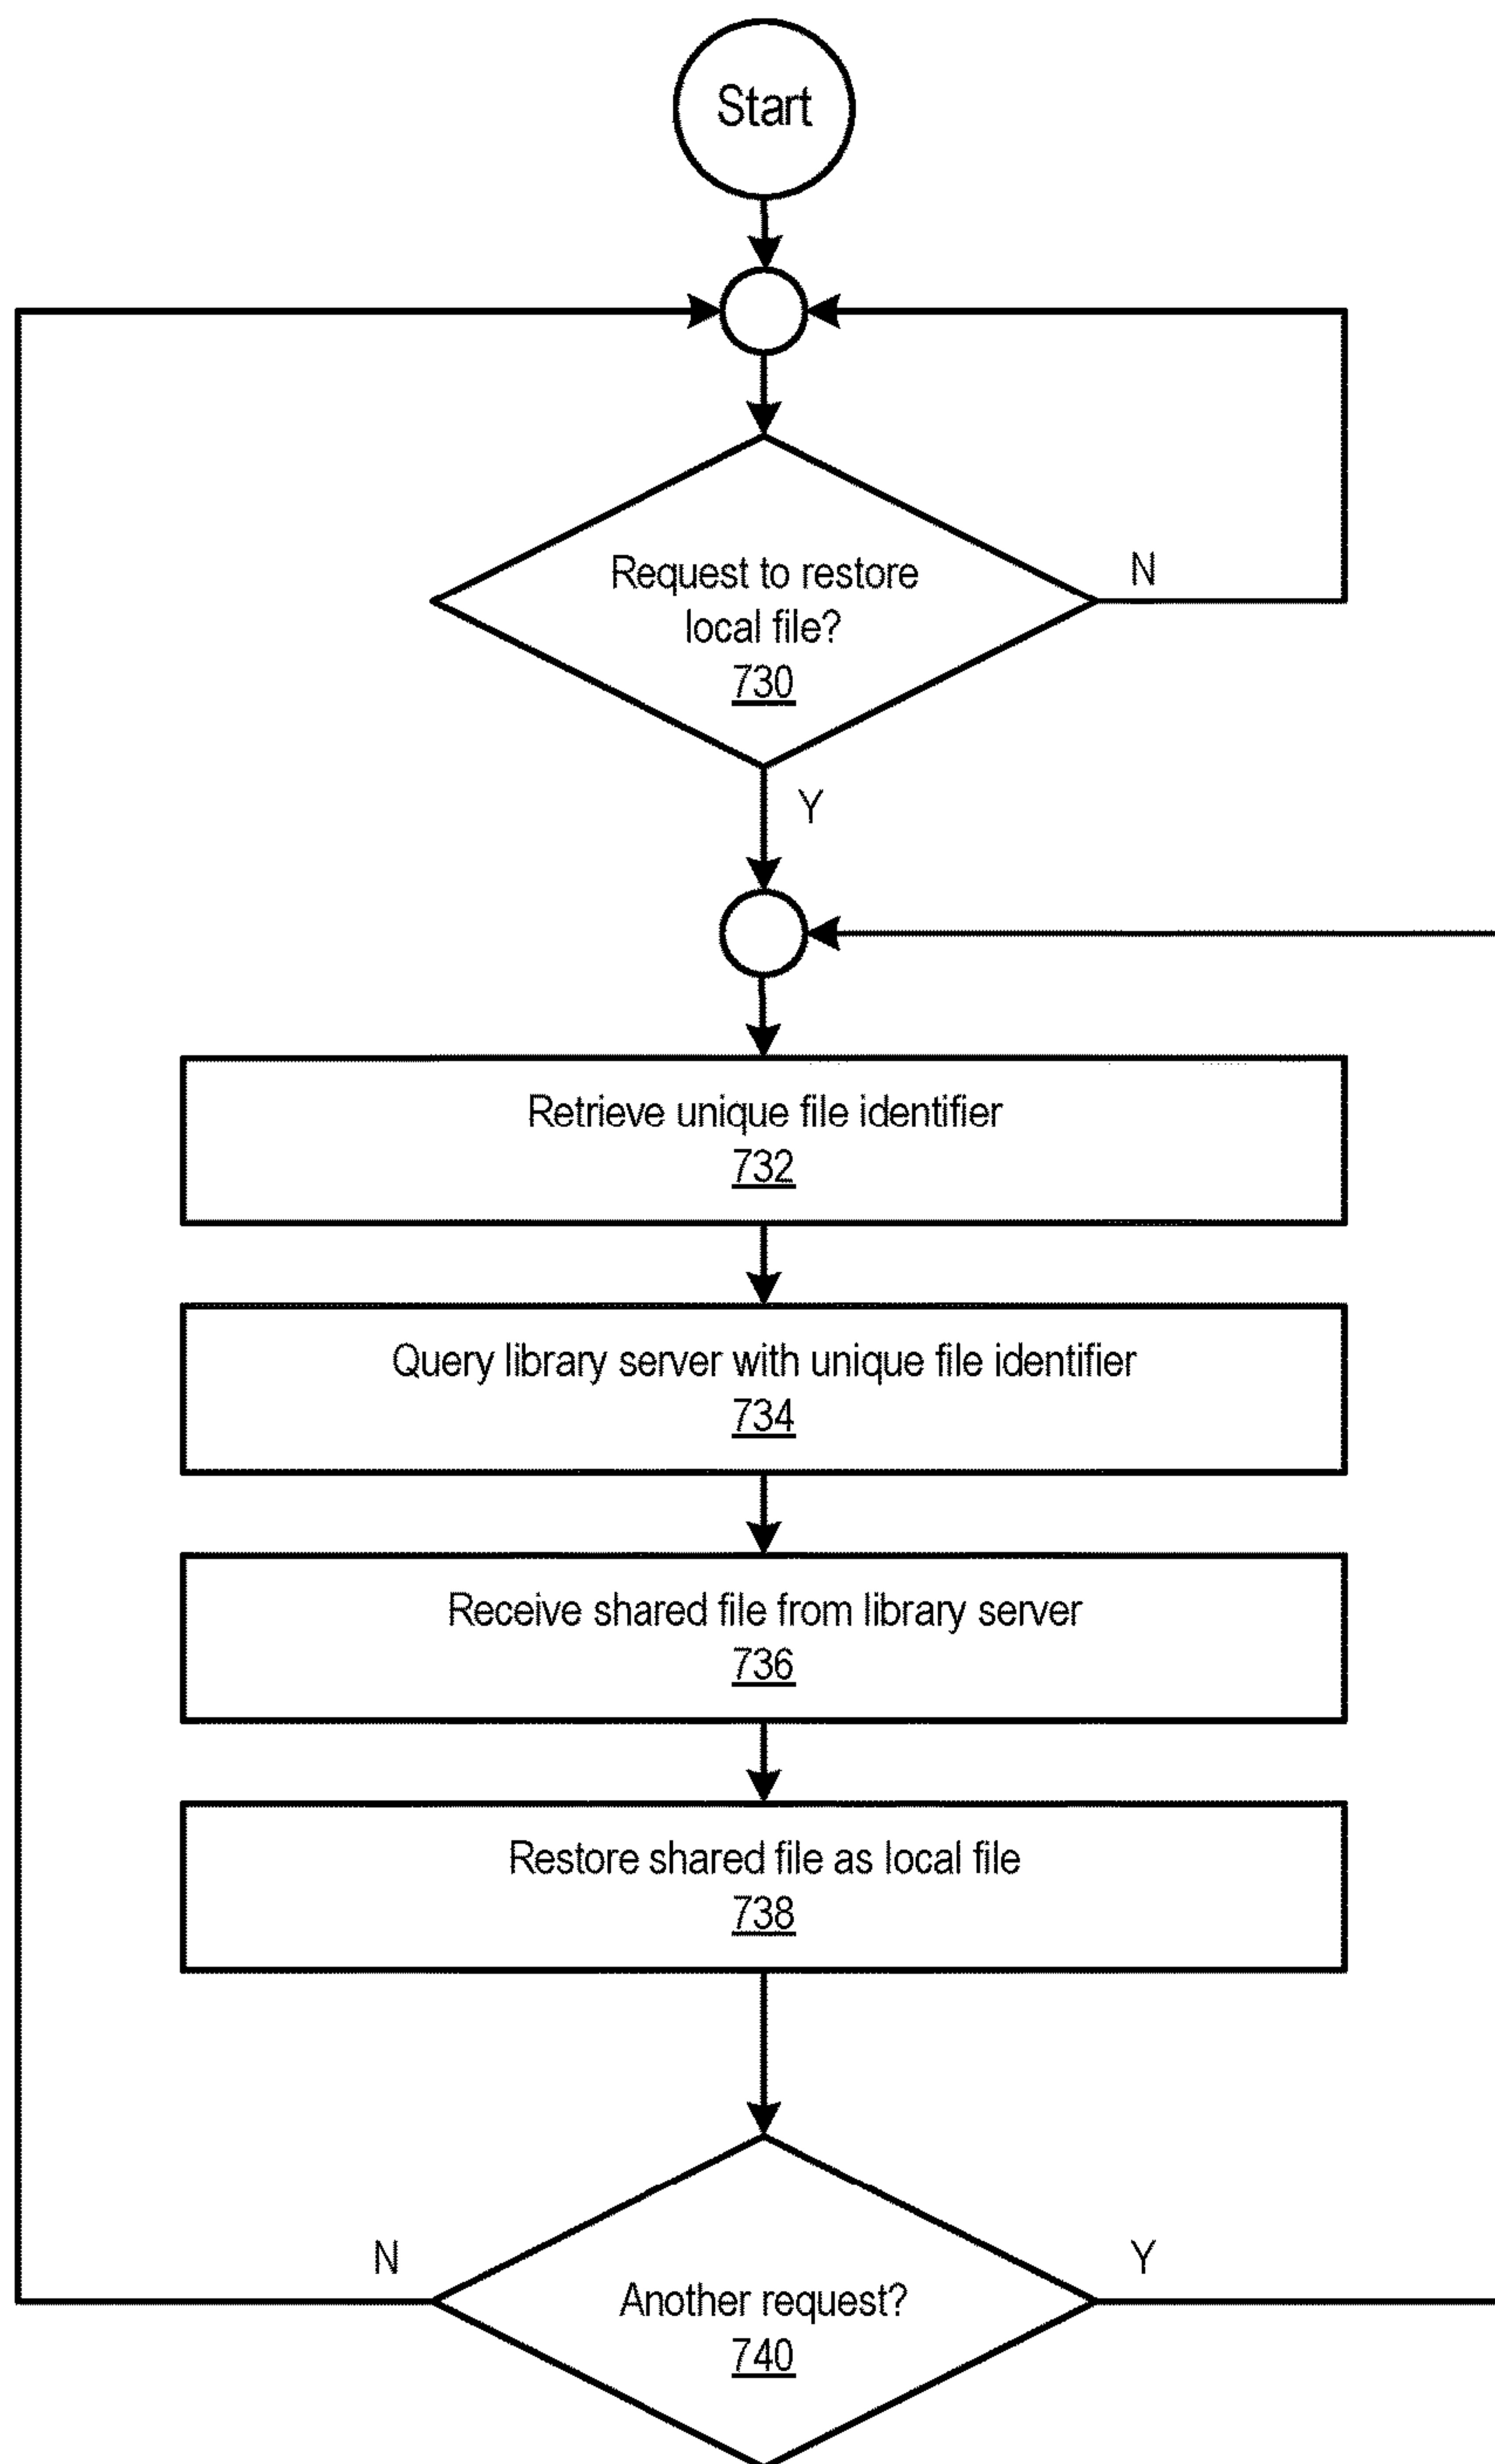 Start
Request to restore
local file?
730
N
Y
Retrieve unique file identifier
732
Query library server with unique file identifier
734
Receive shared file from library server
736
Restore shared file as local file
738
N
Y
Another request?
740